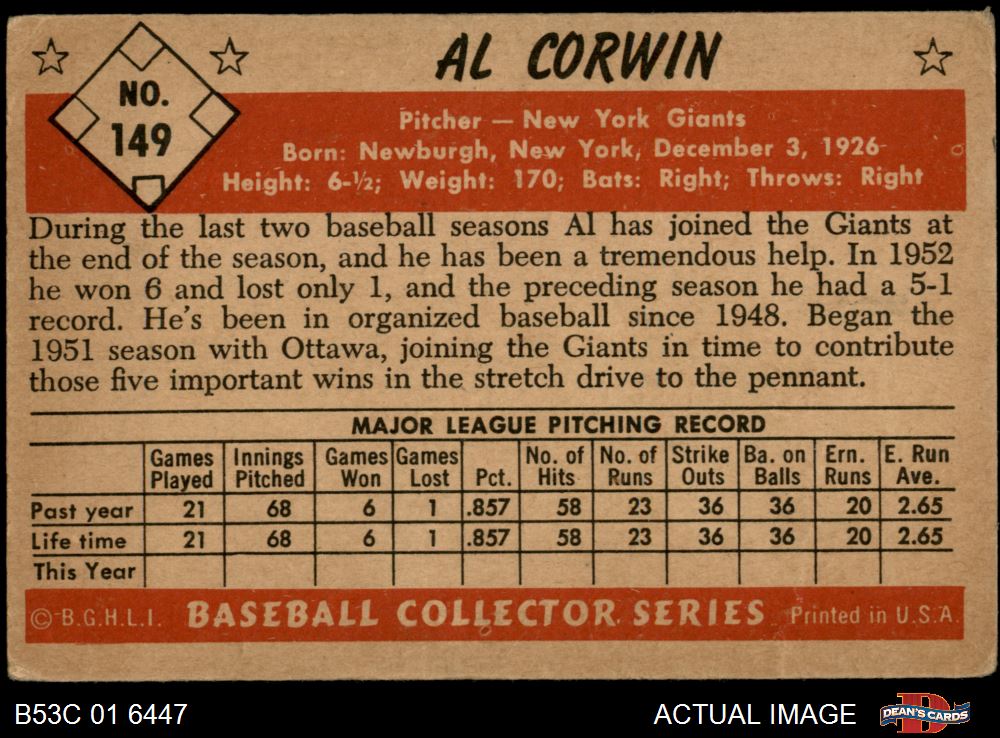 AL CORWIN
NO.
149
Pitcher — New York Giants
Born: Newburgh, New York, December 3, 1926
Height: 6-½; Weight: 170; Bats: Right; Throws: Right
During the last two baseball seasons Al has joined the Giants at
the end of the season, and he has been a tremendous help. In 1952
he won 6 and lost only 1, and the preceding season he had a 5-1
record. He's been in organized baseball since 1948. Began the
1951 season with Ottawa, joining the Giants in time to contribute
those five important wins in the stretch drive to the pennant.
MAJOR LEAGUE PITCHING RECORD
Games Played Innings Pitched Games Won Games Lost Pct. No. of Hits No. of Runs Strike Outs Ba. on Balls Ern. Runs E. Run Ave.
Past year 21 68 6 1 .857 58 23 36 36 20 2.65
Life time 21 68 6 1 .857 58 23 36 36 20 2.65
This Year
© B.G.H.L.I. BASEBALL COLLECTOR SERIES Printed in U.S.A.
B53C 01 6447 ACTUAL IMAGE DEAN'S CARDS